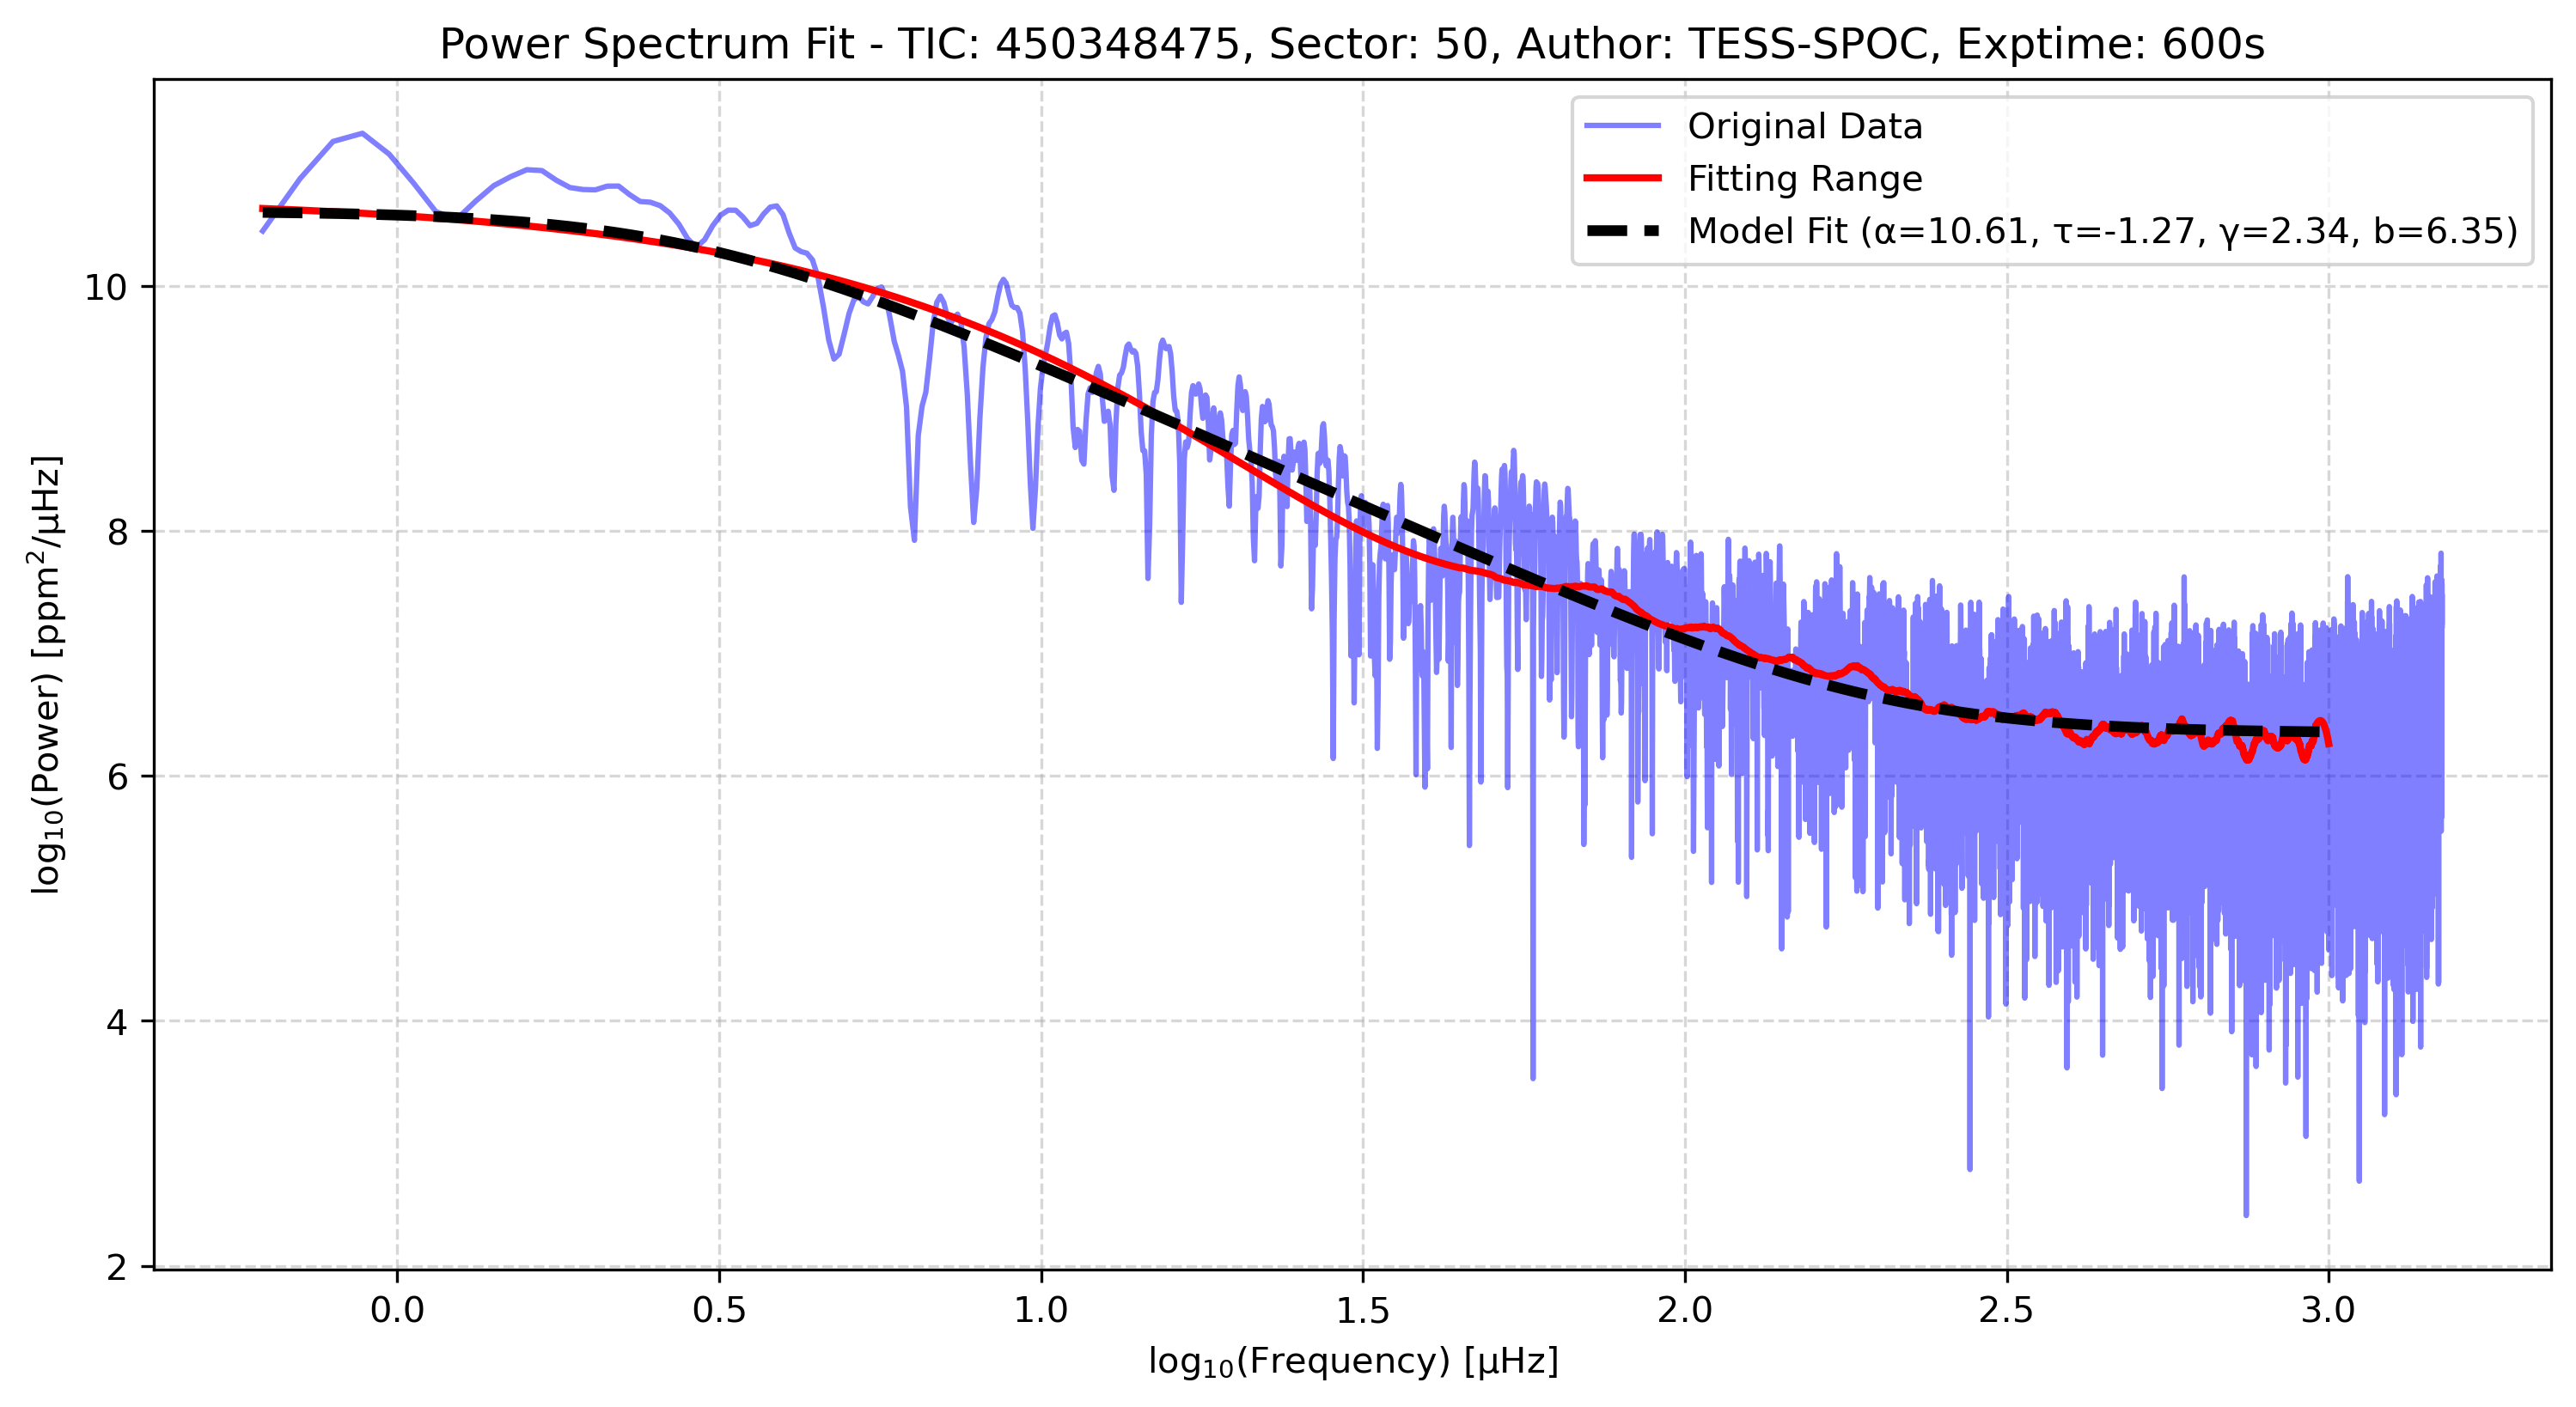 Power Spectrum Fit - TIC: 450348475, Sector: 50, Author: TESS-SPOC, Exptime: 600s
Original Data
Fitting Range
Model Fit (α=10.61, τ=-1.27, γ=2.34, b=6.35)
log₁₀(Power) [ppm²/μHz]
10
8
6
4
2
0.0 0.5 1.0 1.5 2.0 2.5 3.0
log₁₀(Frequency) [μHz]